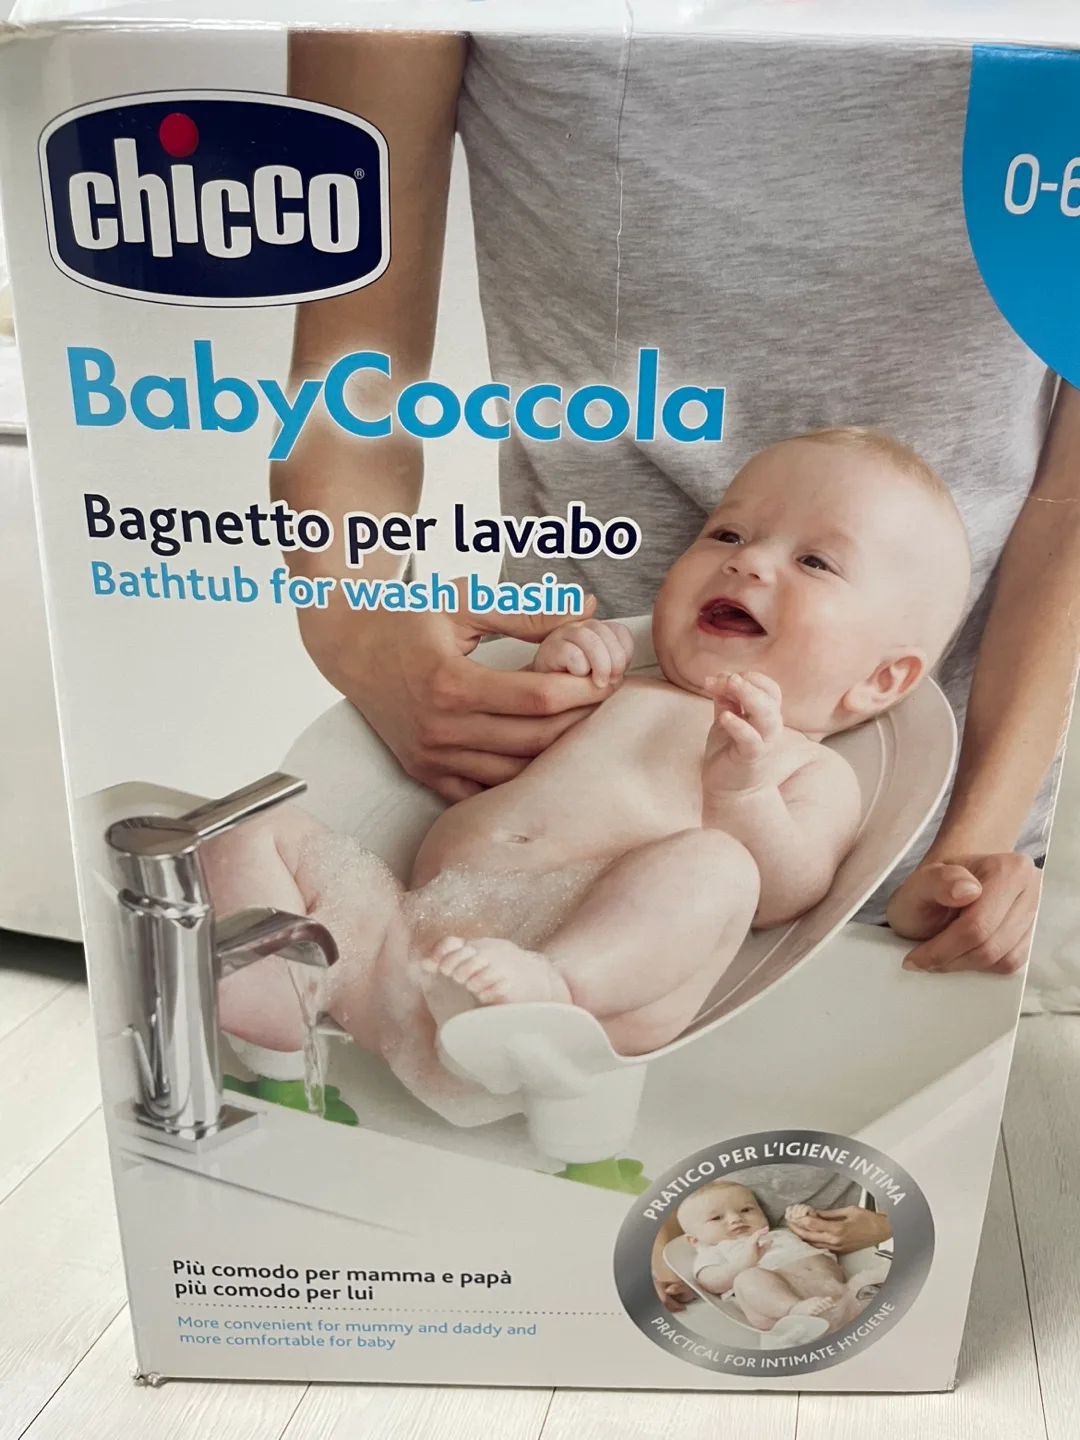 chicco®
0-6
BabyCoccola
Bagnetto per lavabo
Bathtub for wash basin
PRATICO PER L'IGIENE INTIMA
PRACTICAL FOR INTIMATE HYGIENE
Più comodo per mamma e papà
più comodo per lui
More convenient for mummy and daddy and
more comfortable for baby